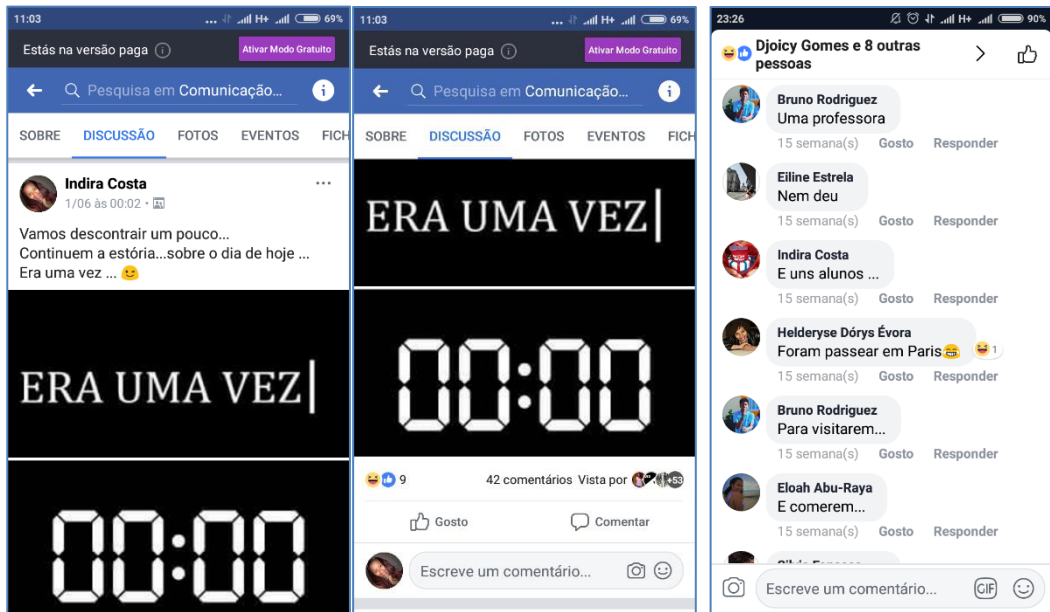 11:03
... H+ 69%
Estás na versão paga
Ativar Modo Gratuito
Pesquisa em Comunicação...
SOBRE DISCUSSÃO FOTOS EVENTOS FICH
Indira Costa
1/06 às 00:02 •
Vamos descontrair um pouco...
Continuem a estória...sobre o dia de hoje ...
Era uma vez ... 😉
ERA UMA VEZ|
00:00
11:03
... H+ 69%
Estás na versão paga
Ativar Modo Gratuito
Pesquisa em Comunicação...
SOBRE DISCUSSÃO FOTOS EVENTOS FICH
ERA UMA VEZ|
00:00
9 42 comentários Vista por +53
Gosto Comentar
Escreve um comentário...
23:26
H+ 90%
Djoicy Gomes e 8 outras
pessoas
Bruno Rodriguez
Uma professora
15 semana(s) Gosto Responder
Eiline Estrela
Nem deu
15 semana(s) Gosto Responder
Indira Costa
E uns alunos ...
15 semana(s) Gosto Responder
Helderyse Dórys Évora
Foram passear em Paris😂
1
15 semana(s) Gosto Responder
Bruno Rodriguez
Para visitarem...
15 semana(s) Gosto Responder
Eloah Abu-Raya
E comerem...
15 semana(s) Gosto Responder
Escreve um comentário...
GIF